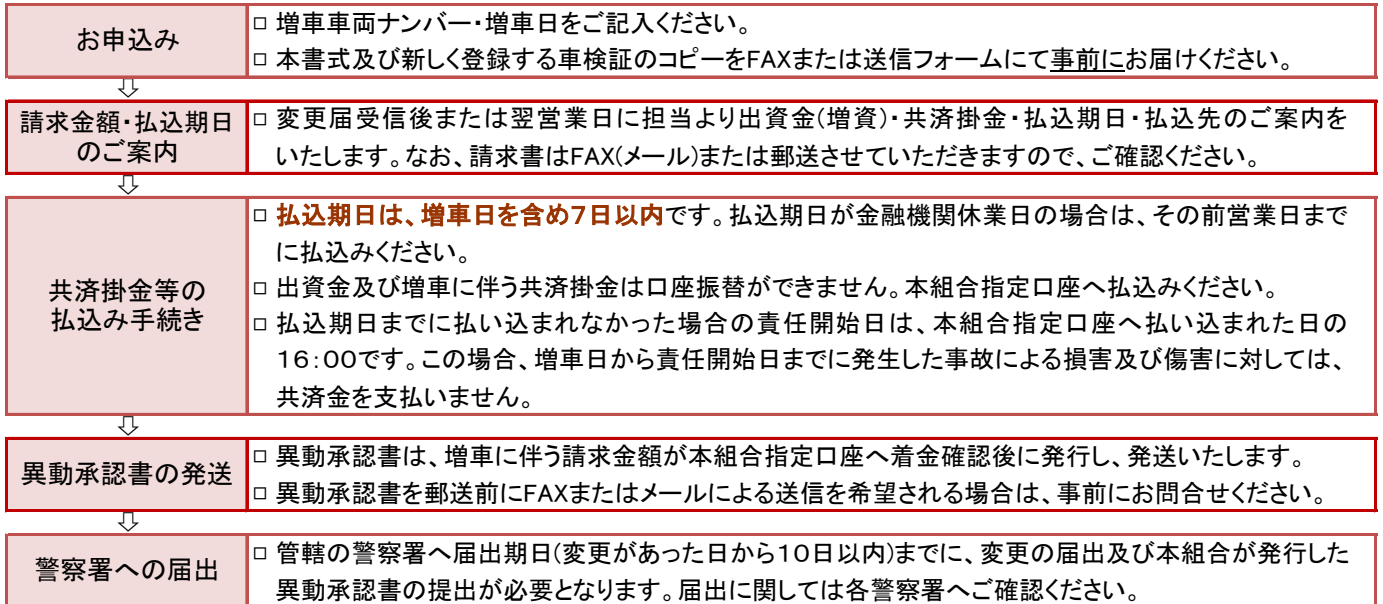 お申込み
□ 増車車両ナンバー・増車日をご記入ください。
□ 本書式及び新しく登録する車検証のコピーをFAXまたは送信フォームにて事前にお届けください。
⇩
請求金額・払込期日
のご案内
□ 変更届受信後または翌営業日に担当より出資金(増資)・共済掛金・払込期日・払込先のご案内を
いたします。なお、請求書はFAX(メール)または郵送させていただきますので、ご確認ください。
⇩
共済掛金等の
払込み手続き
□ 払込期日は、増車日を含め7日以内です。払込期日が金融機関休業日の場合は、その前営業日まで
に払込みください。
□ 出資金及び増車に伴う共済掛金は口座振替ができません。本組合指定口座へ払込みください。
□ 払込期日までに払い込まれなかった場合の責任開始日は、本組合指定口座へ払い込まれた日の
16:00です。この場合、増車日から責任開始日までに発生した事故による損害及び傷害に対しては、
共済金を支払いません。
⇩
異動承認書の発送
□ 異動承認書は、増車に伴う請求金額が本組合指定口座へ着金確認後に発行し、発送いたします。
□ 異動承認書を郵送前にFAXまたはメールによる送信を希望される場合は、事前にお問合せください。
⇩
警察署への届出
□ 管轄の警察署へ届出期日(変更があった日から10日以内)までに、変更の届出及び本組合が発行した
異動承認書の提出が必要となります。届出に関しては各警察署へご確認ください。